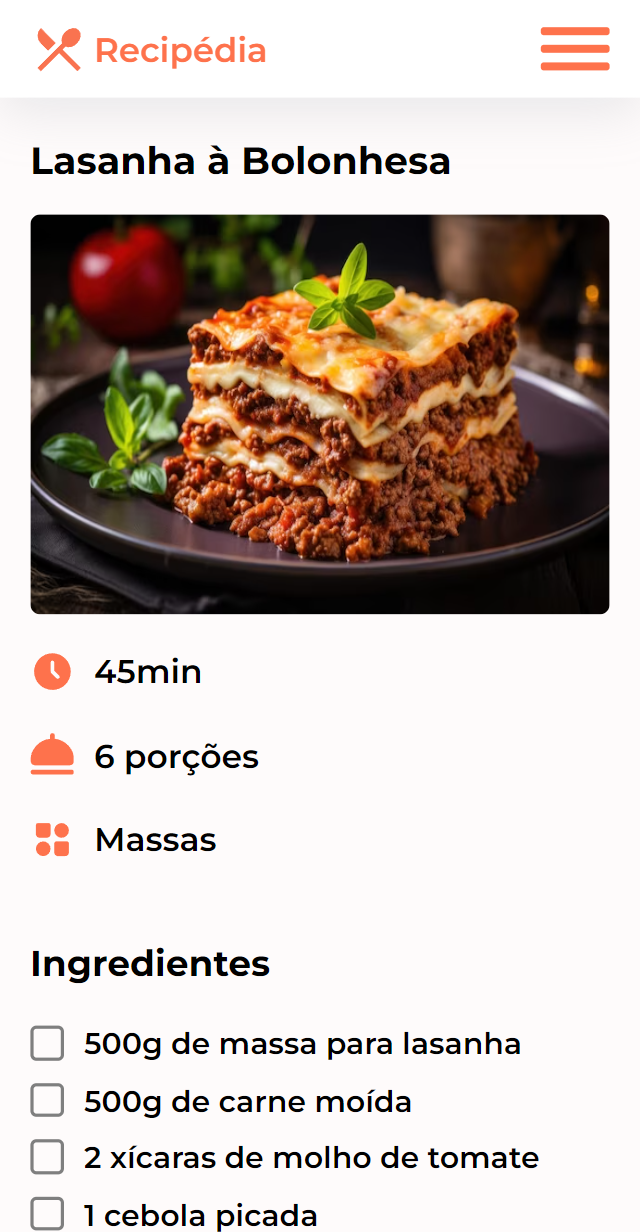 Recipédia
Lasanha à Bolonhesa
45min
6 porções
Massas
Ingredientes
500g de massa para lasanha
500g de carne moída
2 xícaras de molho de tomate
1 cebola picada